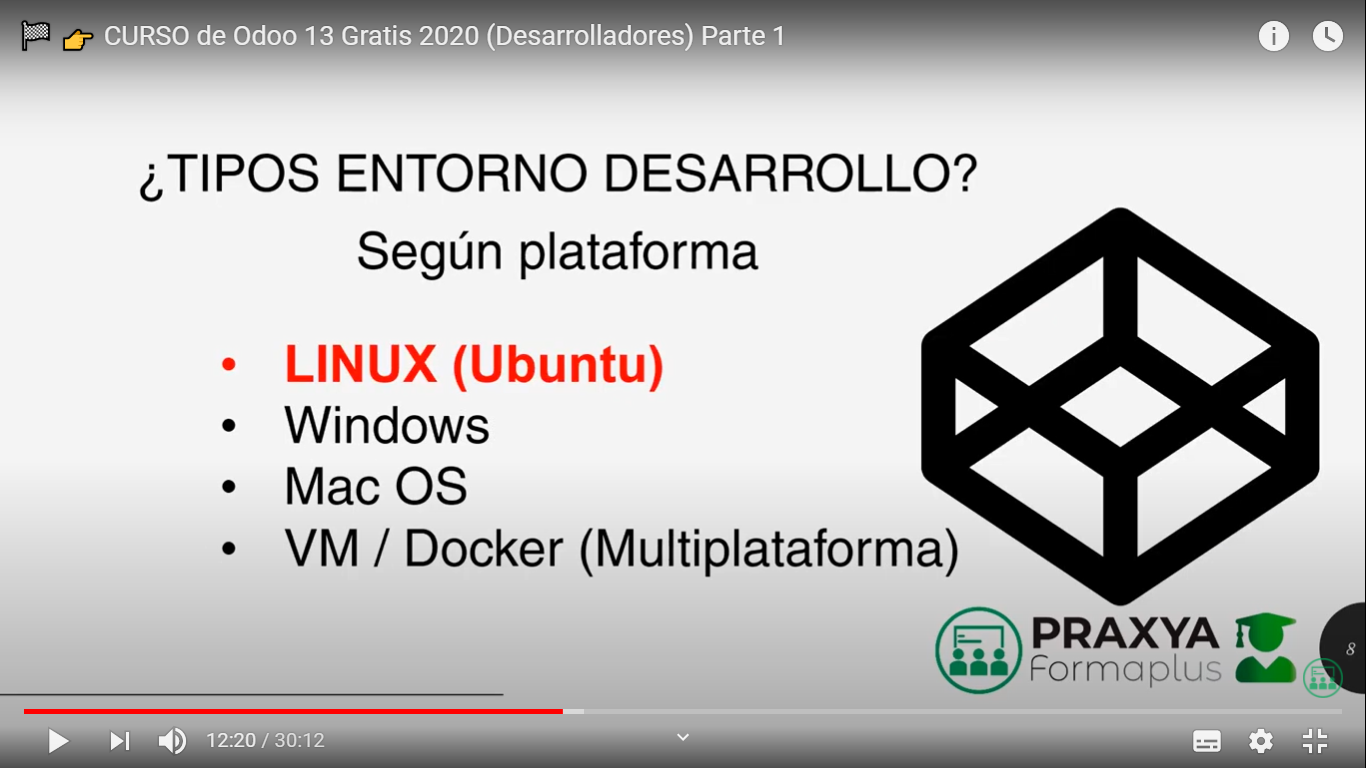 🏁 👉 CURSO de Odoo 13 Gratis 2020 (Desarrolladores) Parte 1
¿TIPOS ENTORNO DESARROLLO?
Según plataforma
• LINUX (Ubuntu)
• Windows
• Mac OS
• VM / Docker (Multiplataforma)
PRAXYA
Formaplus
8
12:20 / 30:12